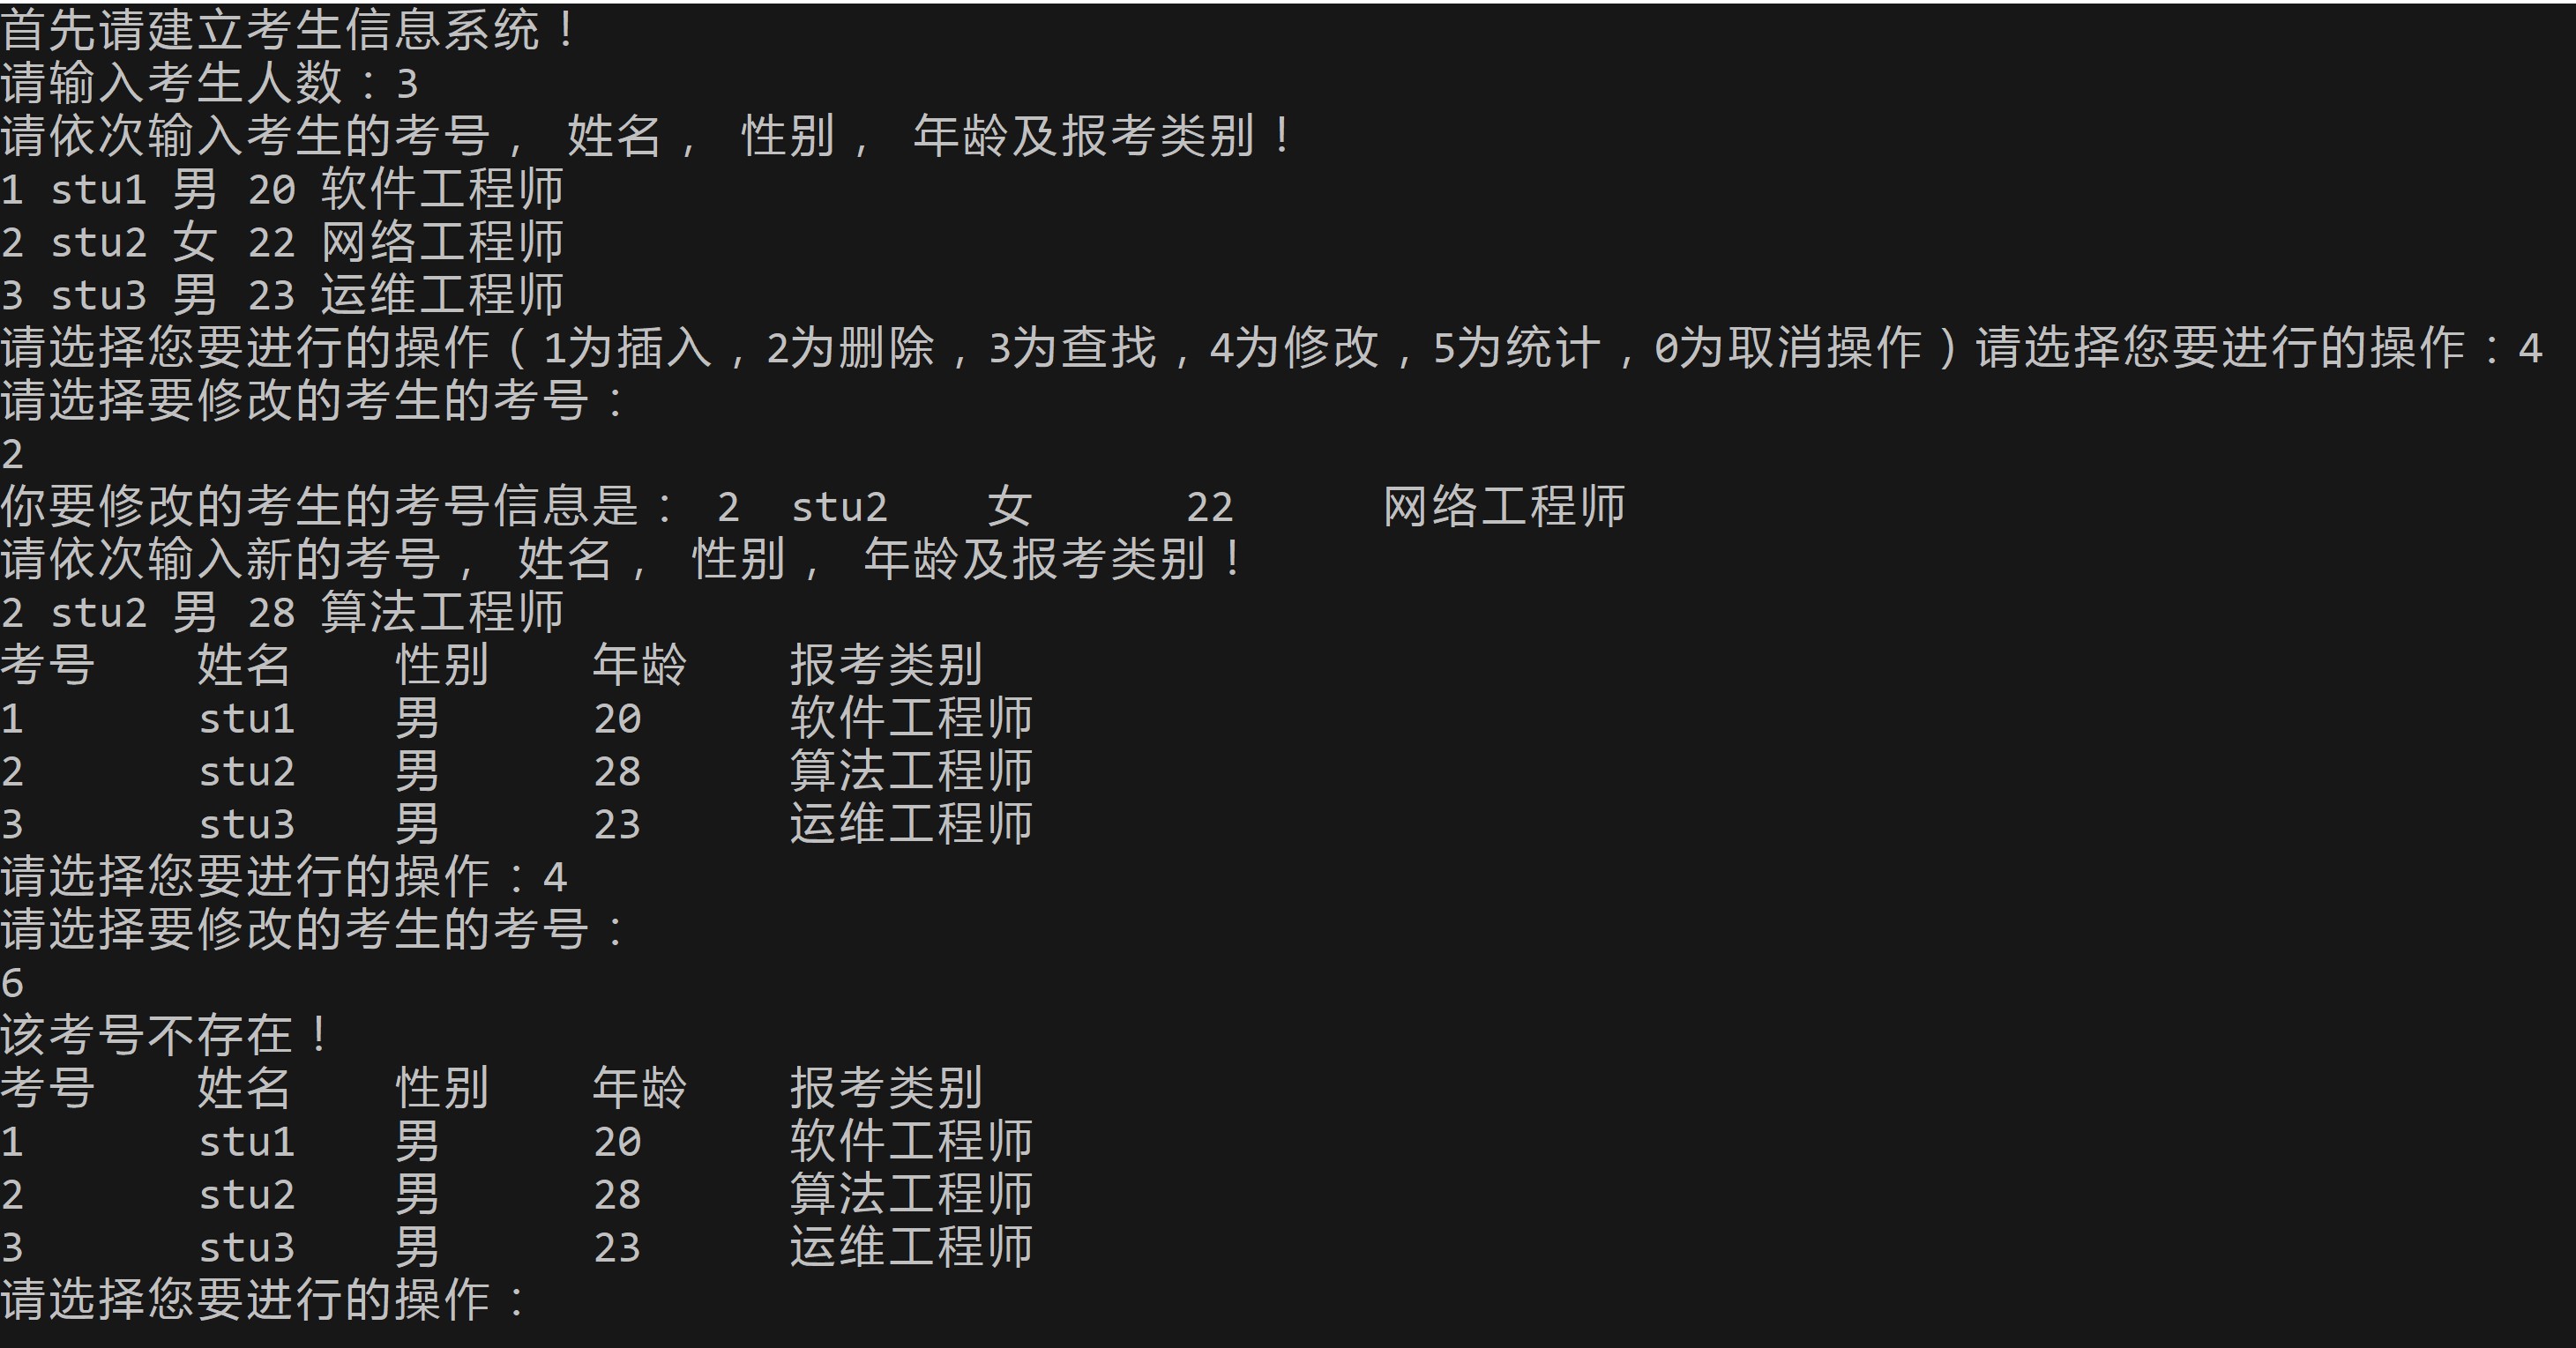 首先请建立考生信息系统！
请输入考生人数：3
请依次输入考生的考号， 姓名， 性别， 年龄及报考类别！
1 stu1 男 20 软件工程师
2 stu2 女 22 网络工程师
3 stu3 男 23 运维工程师
请选择您要进行的操作（1为插入，2为删除，3为查找，4为修改，5为统计，0为取消操作）请选择您要进行的操作：4
请选择要修改的考生的考号：
2
你要修改的考生的考号信息是： 2  stu2    女      22      网络工程师
请依次输入新的考号， 姓名， 性别， 年龄及报考类别！
2 stu2 男 28 算法工程师
考号    姓名    性别    年龄    报考类别
1       stu1    男      20      软件工程师
2       stu2    男      28      算法工程师
3       stu3    男      23      运维工程师
请选择您要进行的操作：4
请选择要修改的考生的考号：
6
该考号不存在！
考号    姓名    性别    年龄    报考类别
1       stu1    男      20      软件工程师
2       stu2    男      28      算法工程师
3       stu3    男      23      运维工程师
请选择您要进行的操作：